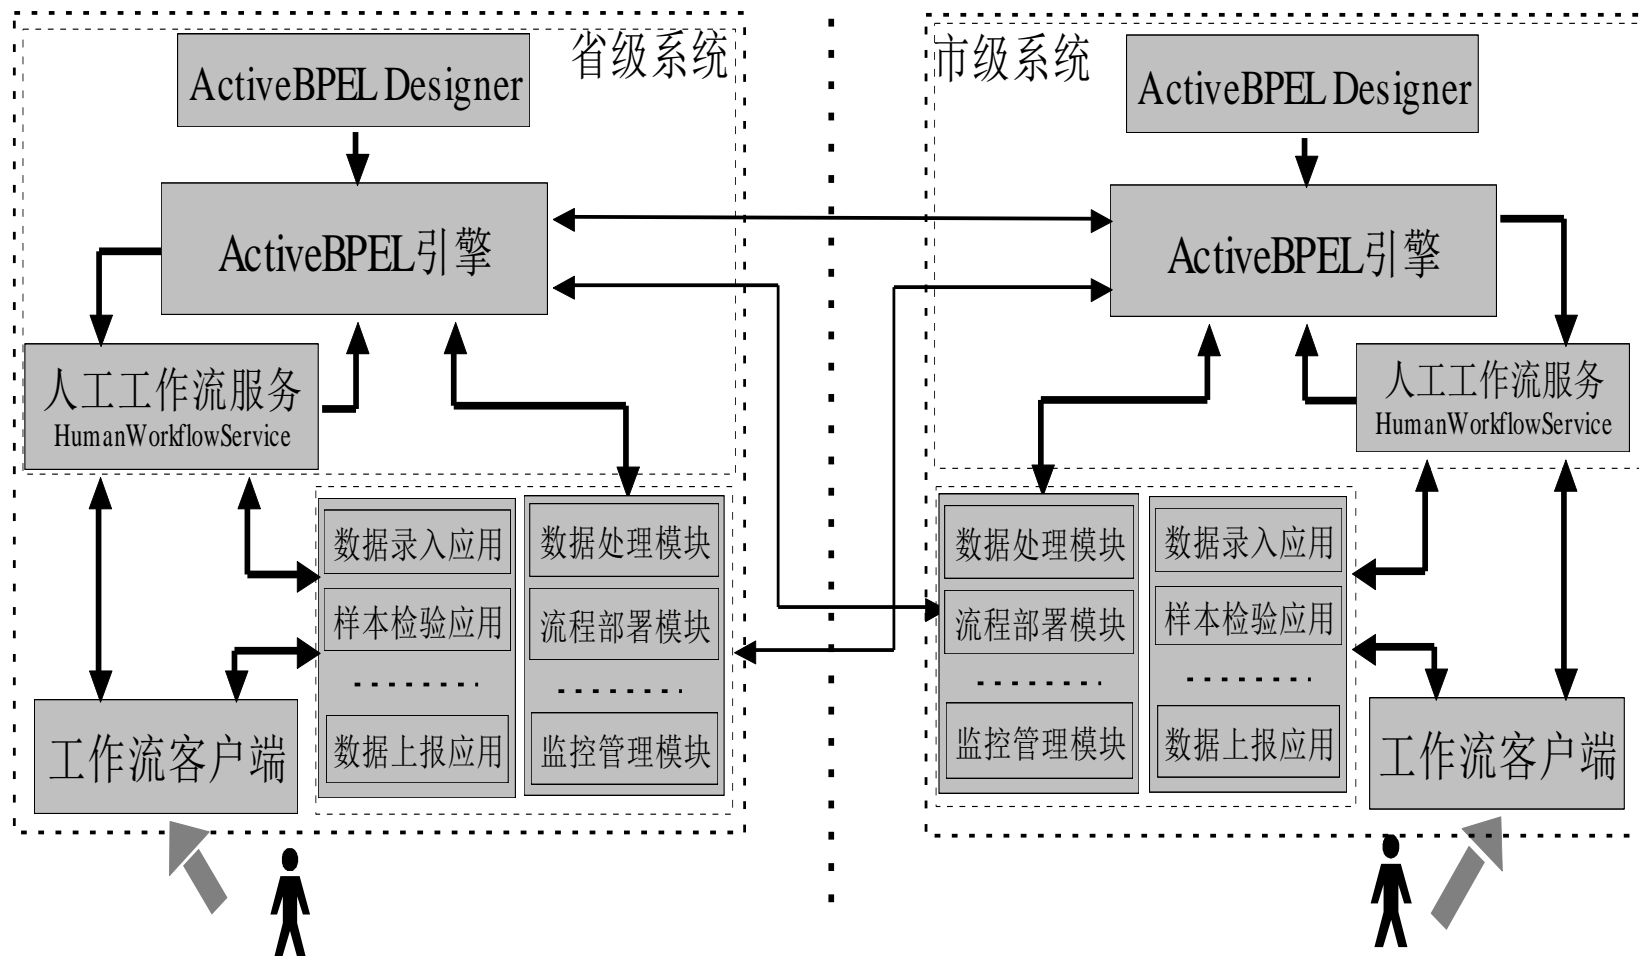 省级系统
ActiveBPEL Designer
ActiveBPEL引擎
人工工作流服务
HumanWorkflowService
数据录入应用
样本检验应用
数据上报应用
数据处理模块
流程部署模块
监控管理模块
工作流客户端
市级系统
ActiveBPEL Designer
ActiveBPEL引擎
人工工作流服务
HumanWorkflowService
数据处理模块
流程部署模块
监控管理模块
数据录入应用
样本检验应用
数据上报应用
工作流客户端